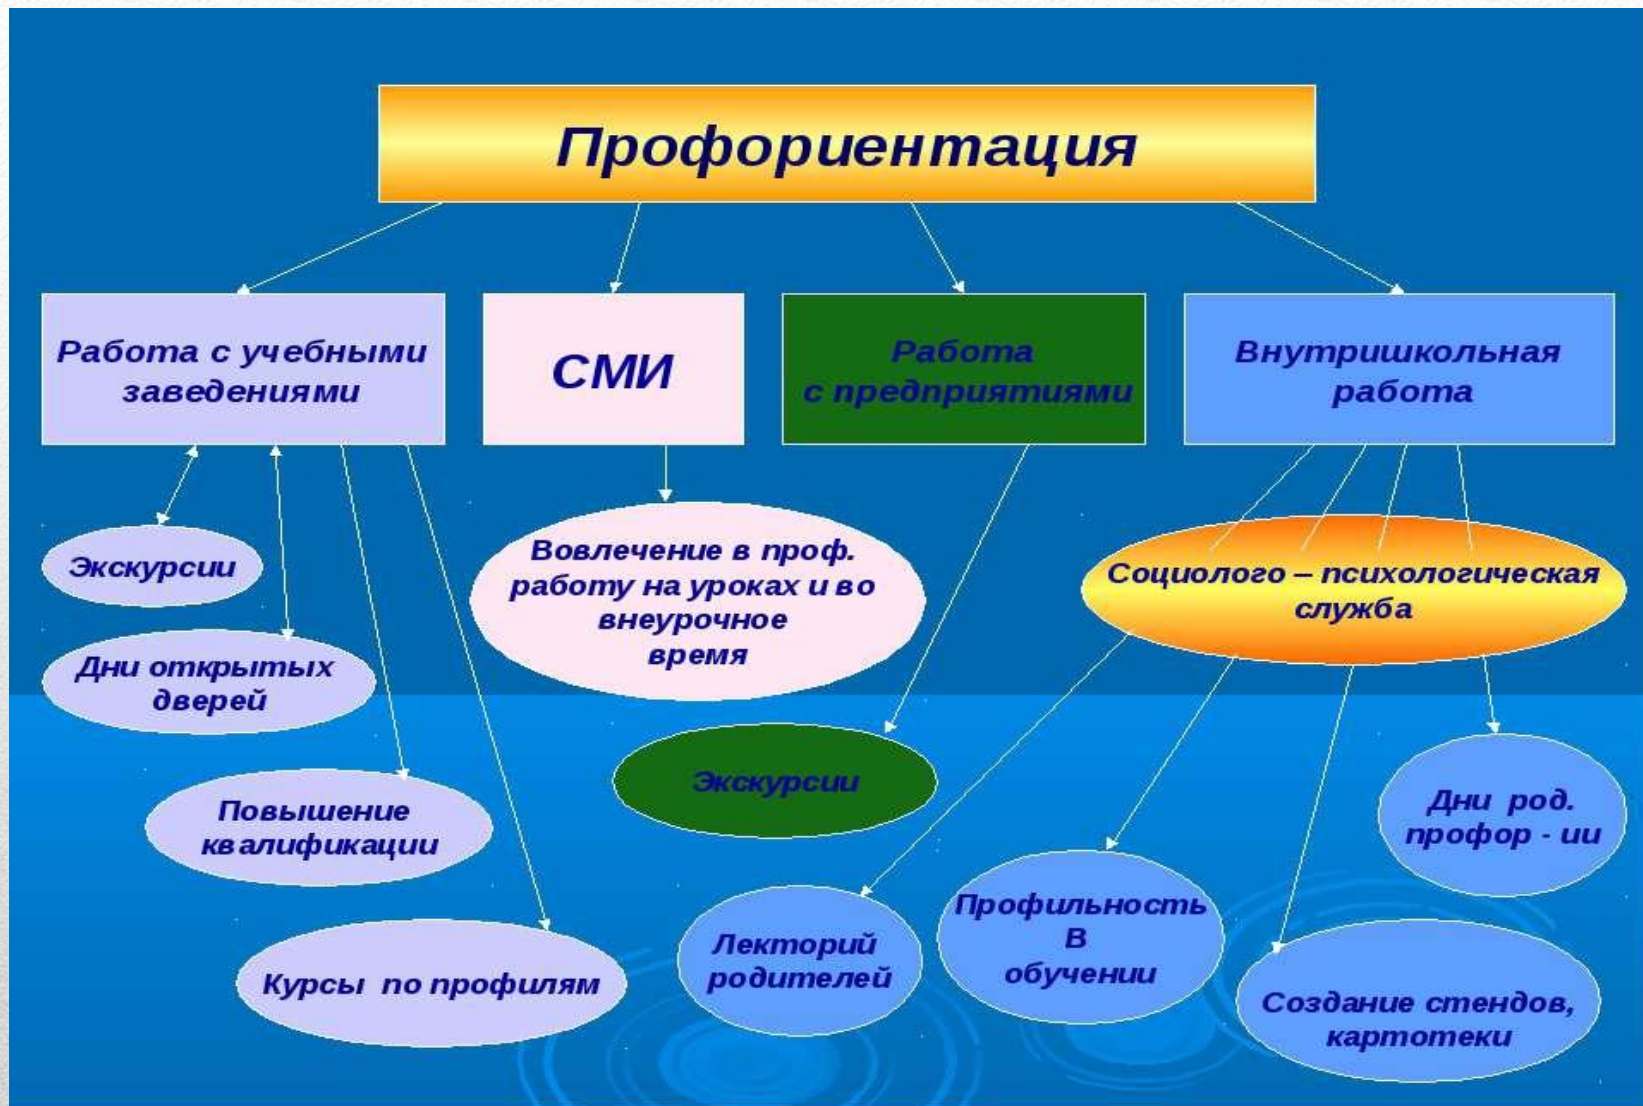 Профориентация
Работа с учебными
заведениями
СМИ
Работа
с предприятиями
Внутришкольная
работа
Экскурсии
Дни открытых
дверей
Повышение
квалификации
Курсы по профилям
Вовлечение в проф.
работу на уроках и во
внеурочное
время
Экскурсии
Социолого – психологическая
служба
Лекторий
родителей
Профильность
В
обучении
Создание стендов,
картотеки
Дни род.
профор - ии